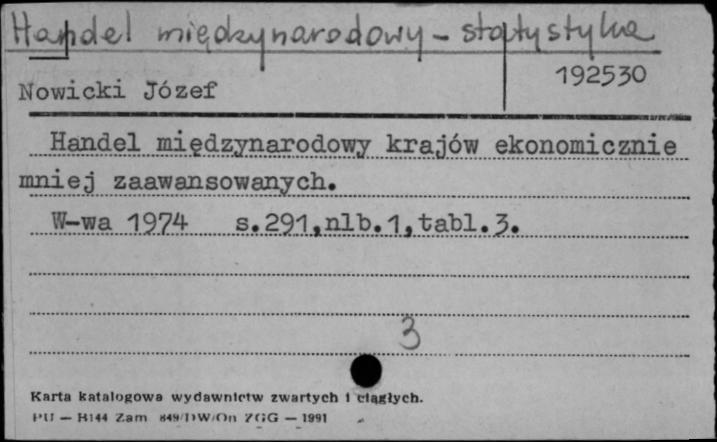 Handel międzynarodowy - statystyka
192530
Nowicki Józef
Handel międzynarodowy krajów ekonomicznie
mniej zaawansowanych.
W-wa 1974 s.291,nlb.1,tabl.3.
3
Karta katalogowa wydawnictw zwartych i ciągłych.
PU — H144 Zam 849/DW/On ZGG — 1991